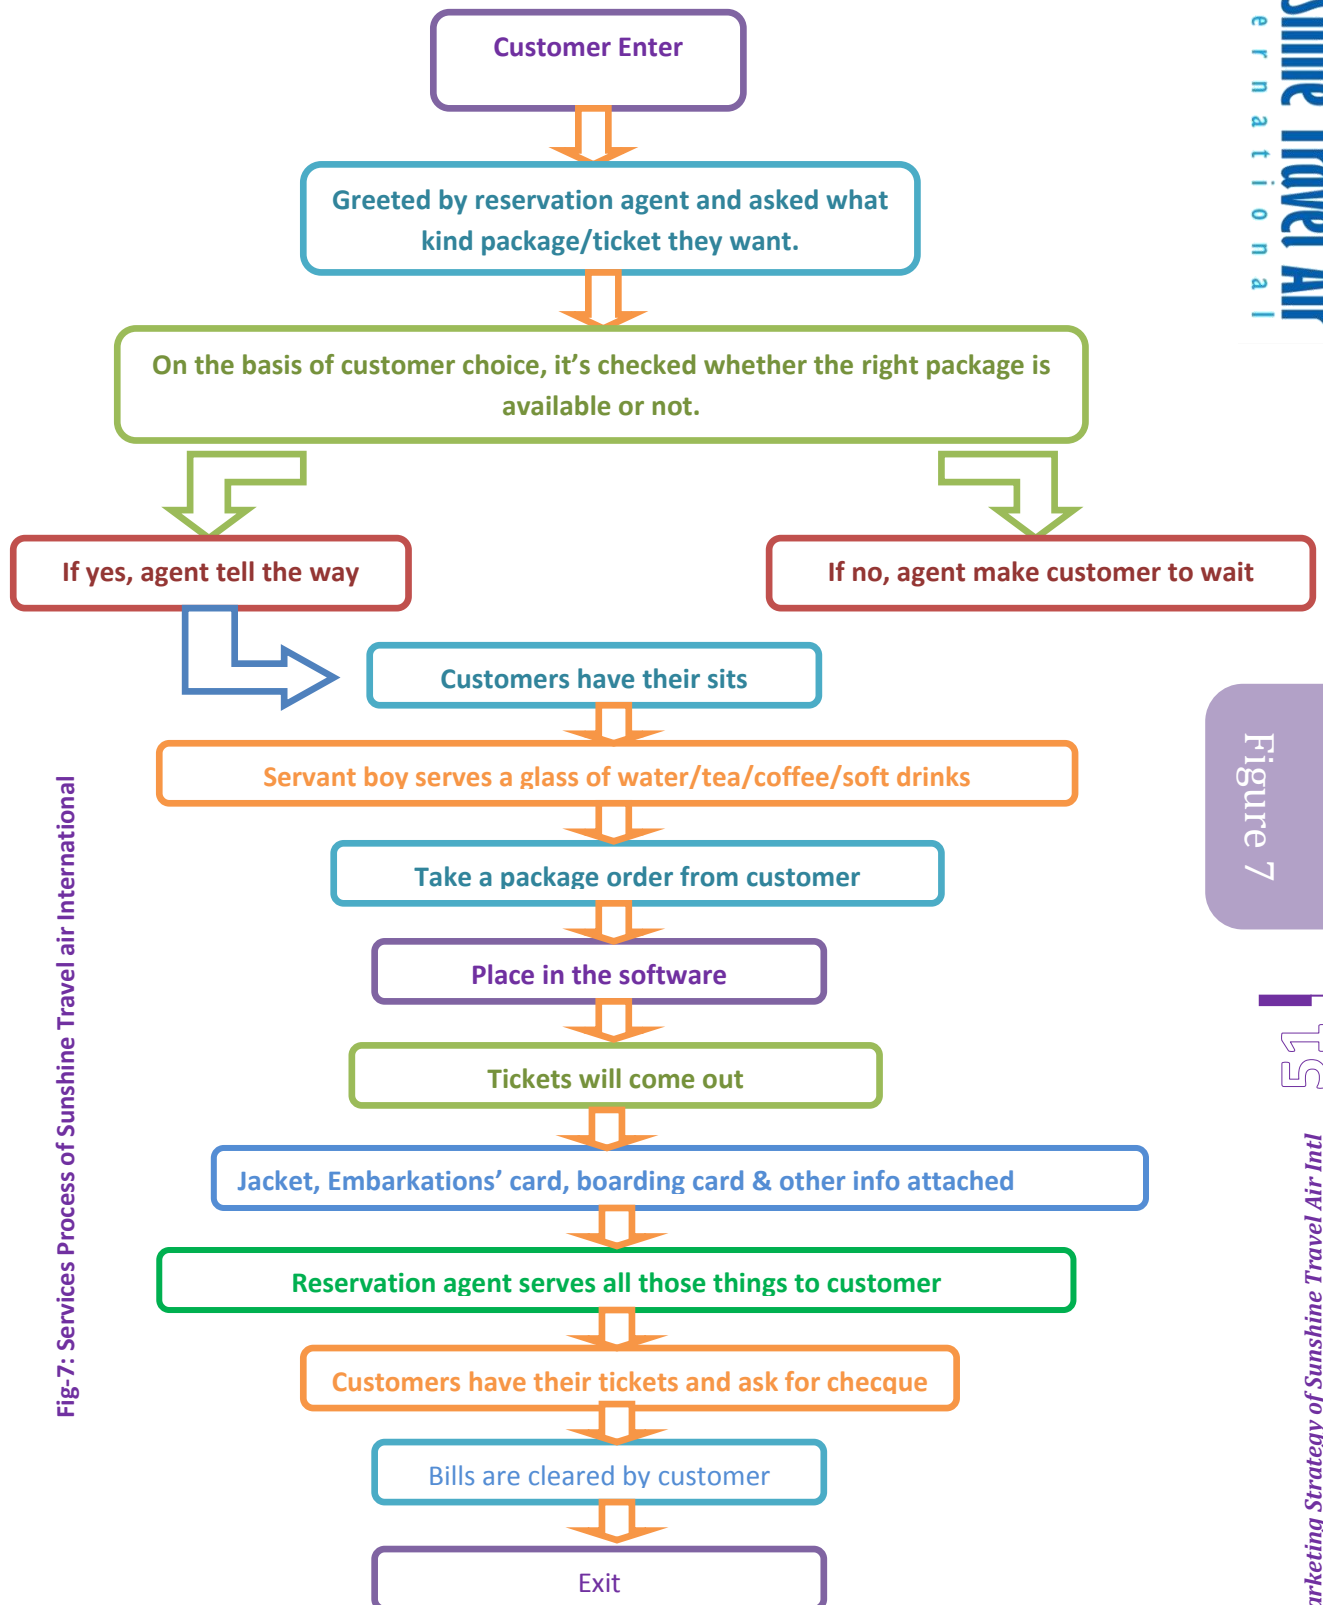 Customer Enter
Greeted by reservation agent and asked what
kind package/ticket they want.
On the basis of customer choice, it’s checked whether the right package is
available or not.
If yes, agent tell the way
If no, agent make customer to wait
Customers have their sits
Servant boy serves a glass of water/tea/coffee/soft drinks
Take a package order from customer
Place in the software
Tickets will come out
Jacket, Embarkations’ card, boarding card & other info attached
Reservation agent serves all those things to customer
Customers have their tickets and ask for checque
Bills are cleared by customer
Exit
Fig-7: Services Process of Sunshine Travel air International
Travel Air
Figure 7
51
Strategy of Sunshine Travel Air Intl